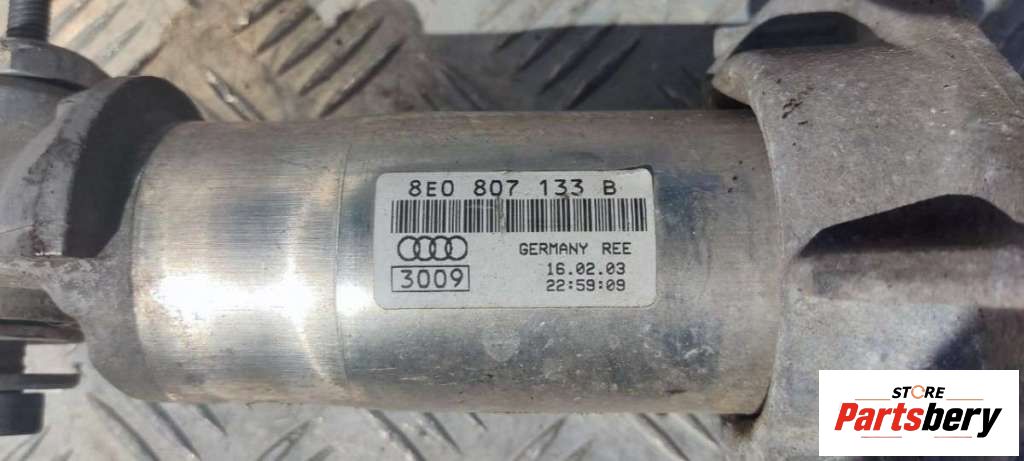 8E0 807 133 B
GERMANY REE
3009
16.02.03
22:59:09
STORE
Partsbery